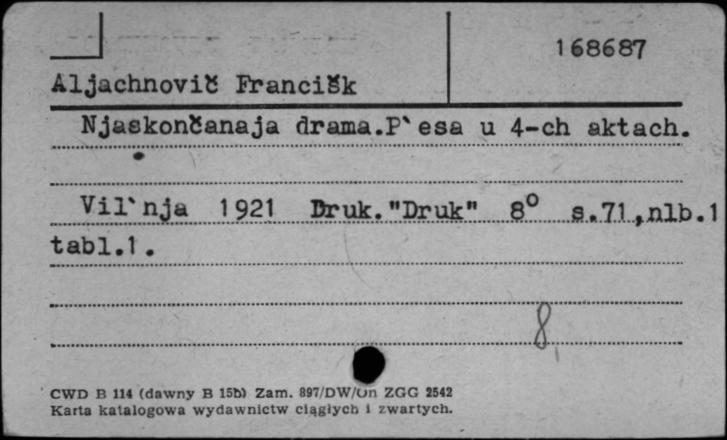 168687
Aljachnovič Francišk
Njaskončanaja drama.P`esa u 4-ch aktach.
Vil`nja 1921 Druk."Druk" 8° s.71,nlb.1
tabl.1.
8,
CWD B 114 (dawny B 15b) Zam. 897/DW/Un ZGG 2542
Karta katalogowa wydawnictw ciągłych i zwartych.